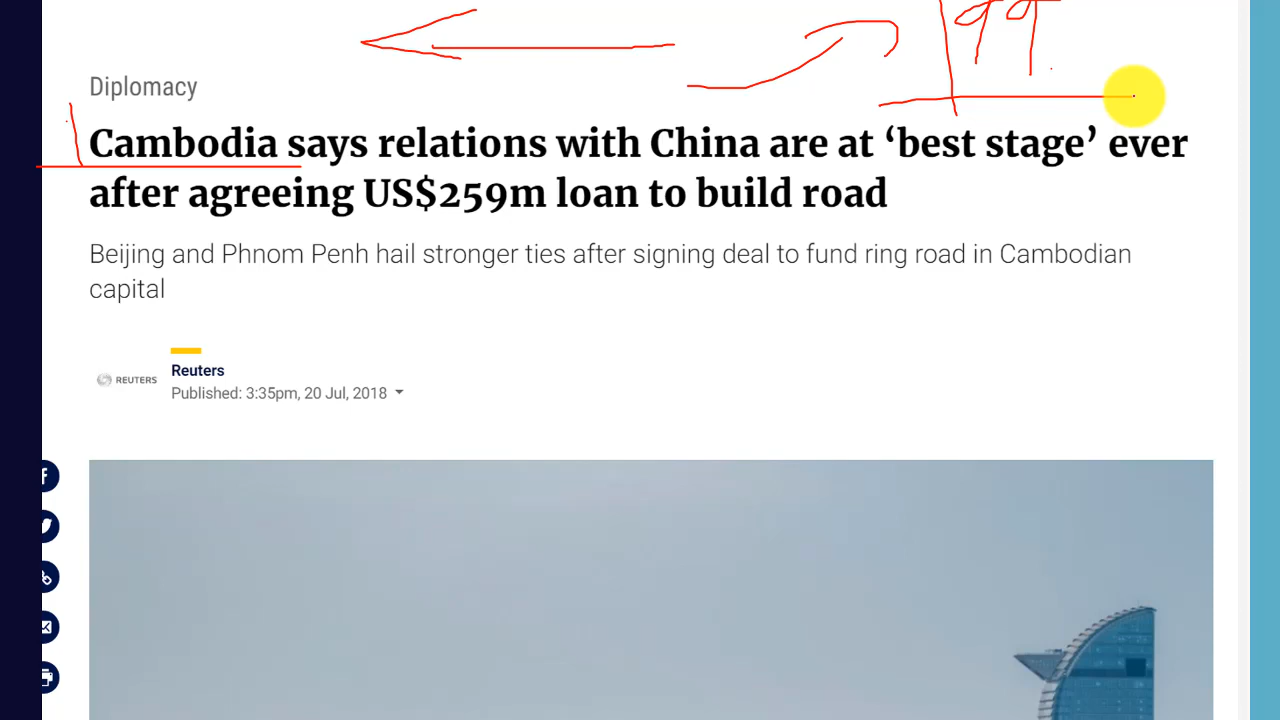 99
Diplomacy
Cambodia says relations with China are at ‘best stage’ ever
after agreeing US$259m loan to build road
Beijing and Phnom Penh hail stronger ties after signing deal to fund ring road in Cambodian
capital
Reuters
REUTERS
Published: 3:35pm, 20 Jul, 2018